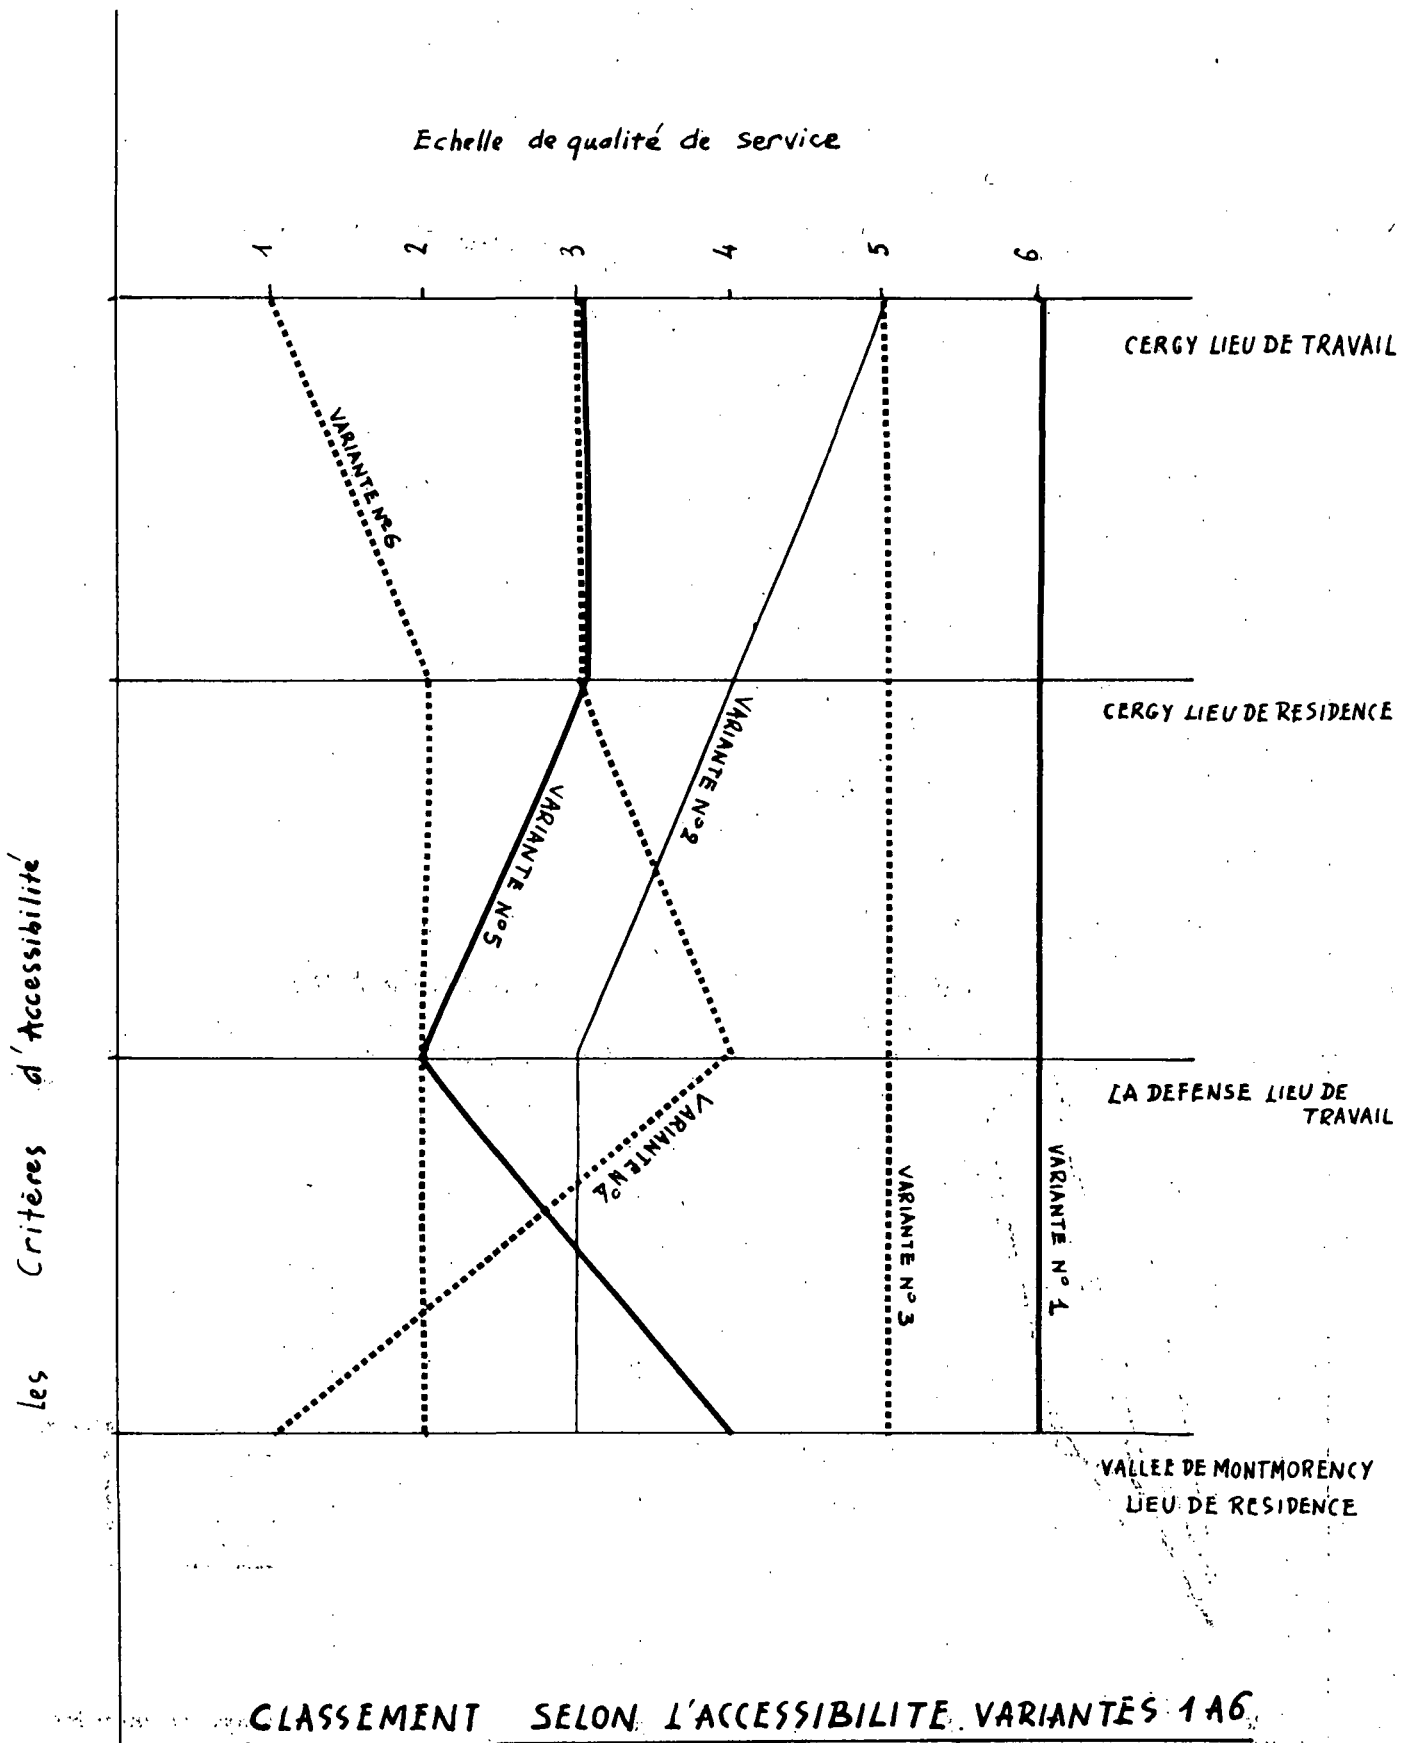 Echelle de qualité de service
1 2 3 4 5 6
CERGY LIEU DE TRAVAIL
VARIANTE N°6
CERGY LIEU DE RESIDENCE
VARIANTE N°2
VARIANTE N°5
Les Critères d'Accessibilité
LA DEFENSE LIEU DE
TRAVAIL
VARIANTE N°4
VARIANTE N° 3
VARIANTE N° 1
VALLEE DE MONTMORENCY
LIEU DE RESIDENCE
CLASSEMENT SELON L'ACCESSIBILITE VARIANTES 1 A 6